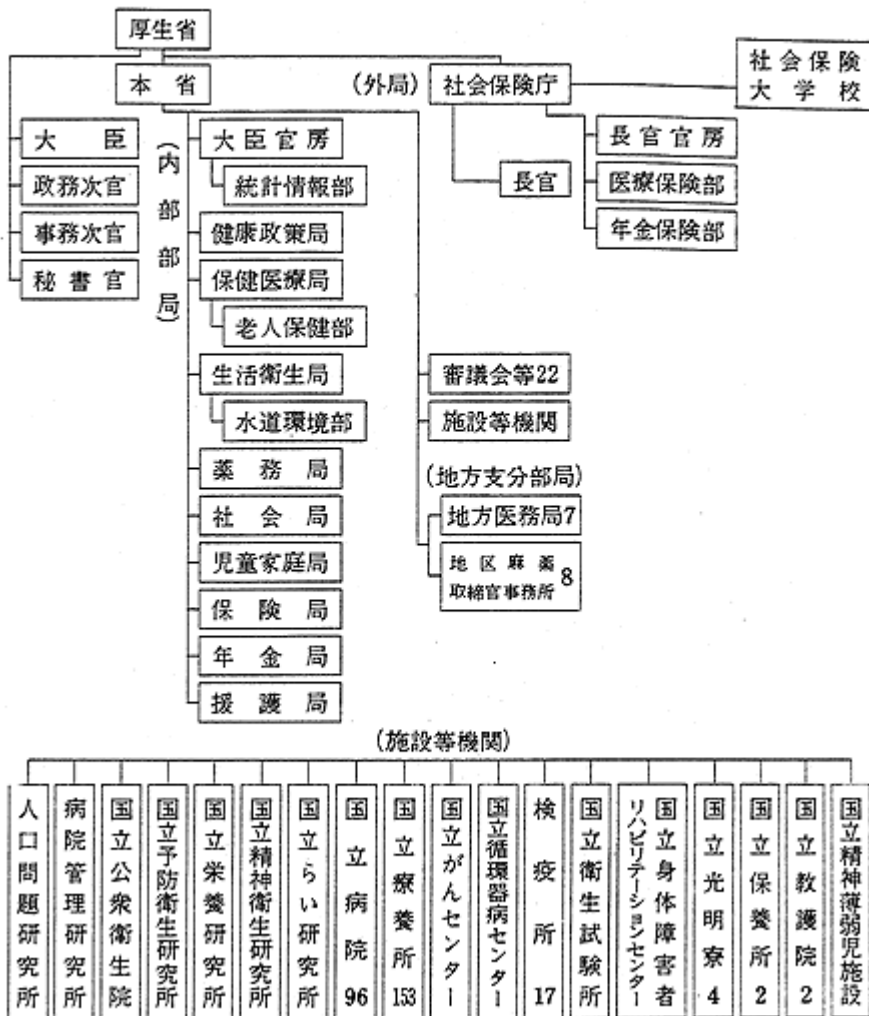 厚生省
本省
(外局)
社会保険庁
社会保険
大学校
大臣
政務次官
事務次官
秘書官
(内部部局)
大臣官房
統計情報部
健康政策局
保健医療局
老人保健部
生活衛生局
水道環境部
薬務局
社会局
児童家庭局
保険局
年金局
援護局
長官
長官官房
医療保険部
年金保険部
審議会等22
施設等機関
(地方支分部局)
地方医務局7
地区麻薬
取締官事務所 8
(施設等機関)
人口問題研究所
病院管理研究所
国立公衆衛生院
国立予防衛生研究所
国立栄養研究所
国立精神衛生研究所
国立らい研究所
国立病院96
国立療養所153
国立がんセンター
国立循環器病センター
検疫所17
国立衛生試験所
国立身体障害者
リハビリテーションセンター
国立光明寮4
国立保養所2
国立教護院2
国立精神薄弱児施設